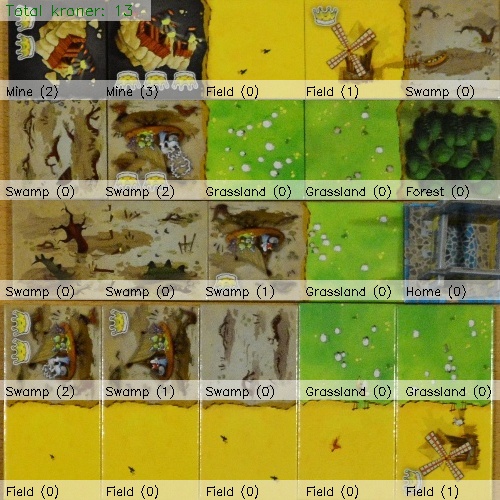 Total kroner: 13
Mine (2)
Mine (3)
Field (0)
Field (1)
Swamp (0)
Swamp (0)
Swamp (2)
Grassland (0)
Grassland (0)
Forest (0)
Swamp (0)
Swamp (0)
Swamp (1)
Grassland (0)
Home (0)
Swamp (2)
Swamp (1)
Swamp (0)
Grassland (0)
Grassland (0)
Field (0)
Field (0)
Field (0)
Field (0)
Field (1)